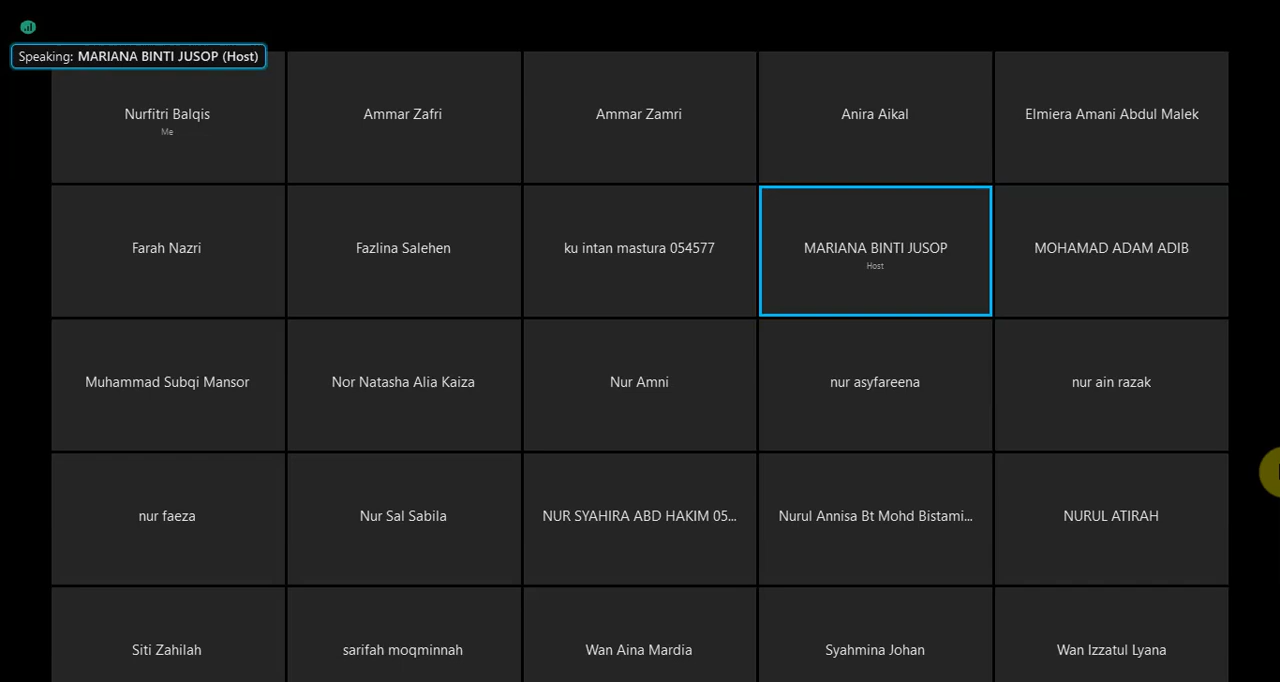 Speaking: MARIANA BINTI JUSOP (Host)
Nurfitri Balqis
Me
Ammar Zafri
Ammar Zamri
Anira Aikal
Elmiera Amani Abdul Malek
Farah Nazri
Fazlina Salehen
ku intan mastura 054577
MARIANA BINTI JUSOP
Host
MOHAMAD ADAM ADIB
Muhammad Subqi Mansor
Nor Natasha Alia Kaiza
Nur Amni
nur asyfareena
nur ain razak
nur faeza
Nur Sal Sabila
NUR SYAHIRA ABD HAKIM 05...
Nurul Annisa Bt Mohd Bistami...
NURUL ATIRAH
Siti Zahilah
sarifah moqminnah
Wan Aina Mardia
Syahmina Johan
Wan Izzatul Lyana